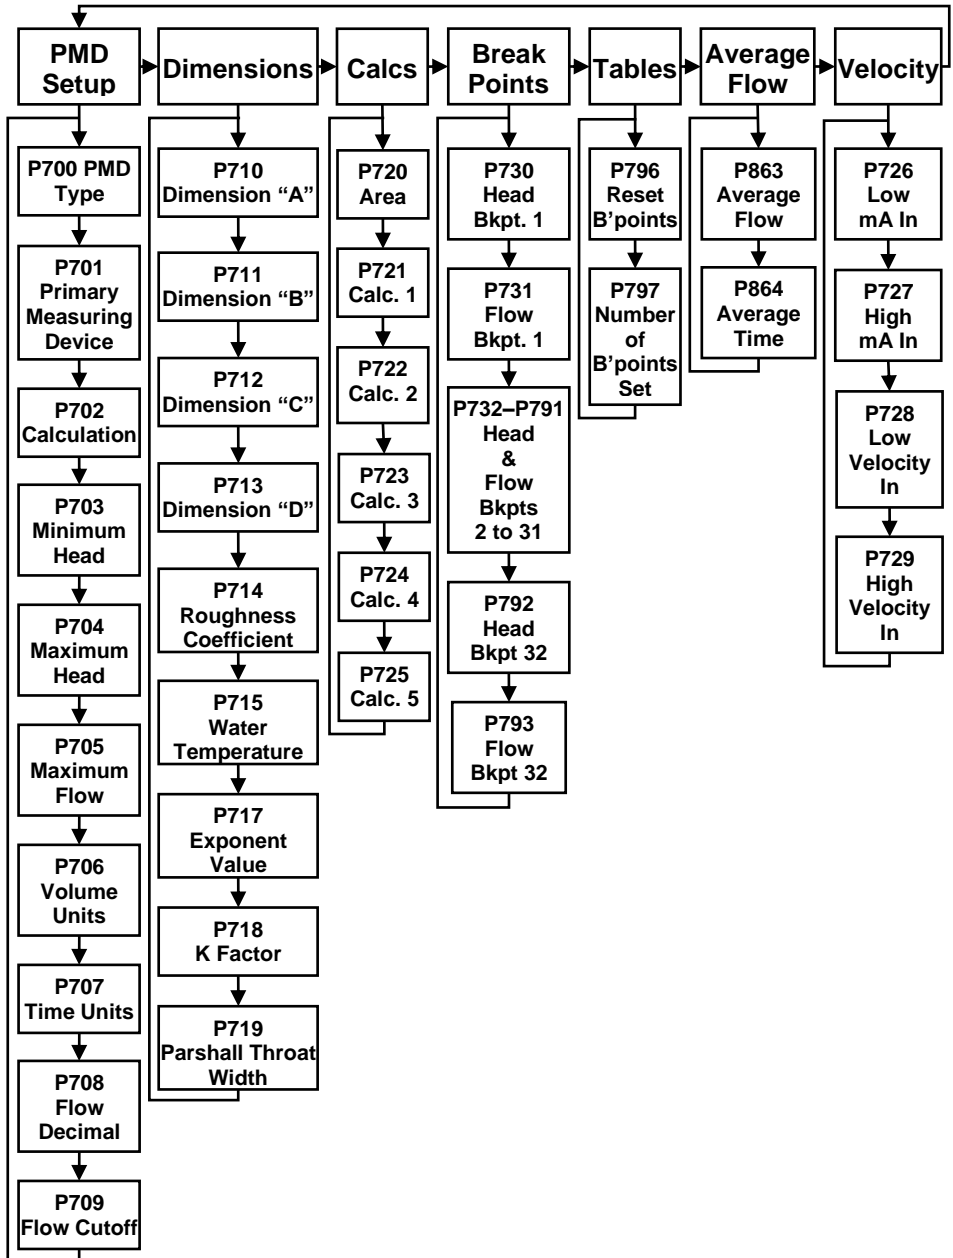 PMD
Setup
Dimensions
Calcs
Break
Points
Tables
Average
Flow
Velocity
P700 PMD
Type
P701
Primary
Measuring
Device
P702
Calculation
P703
Minimum
Head
P704
Maximum
Head
P705
Maximum
Flow
P706
Volume
Units
P707
Time Units
P708
Flow
Decimal
P709
Flow Cutoff
P710
Dimension “A”
P711
Dimension “B”
P712
Dimension “C”
P713
Dimension “D”
P714
Roughness
Coefficient
P715
Water
Temperature
P717
Exponent
Value
P718
K Factor
P719
Parshall Throat
Width
P720
Area
P721
Calc. 1
P722
Calc. 2
P723
Calc. 3
P724
Calc. 4
P725
Calc. 5
P730
Head
Bkpt. 1
P731
Flow
Bkpt. 1
P732–P791
Head
&
Flow
Bkpts
2 to 31
P792
Head
Bkpt 32
P793
Flow
Bkpt 32
P796
Reset
B’points
P797
Number
of
B’points
Set
P863
Average
Flow
P864
Average
Time
P726
Low
mA In
P727
High
mA In
P728
Low
Velocity
In
P729
High
Velocity
In